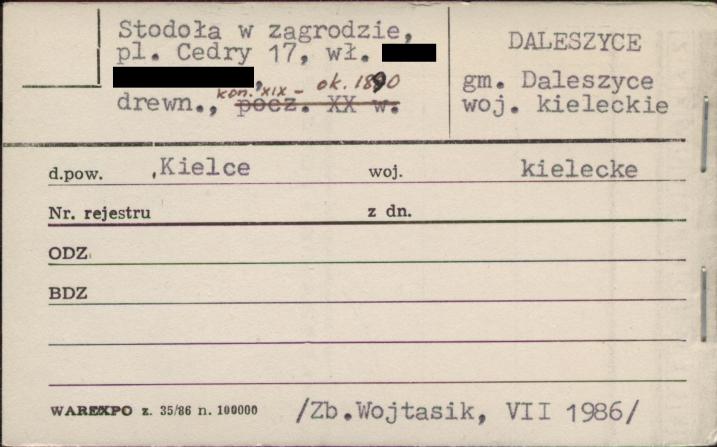 Stodoła w zagrodzie,
pl. Cedry 17, wł.
,
kon. XIX - ok. 1890
drewn., pocz. XX w.
DALESZYCE
gm. Daleszyce
woj. kieleckie
d.pow. ,Kielce woj. kielecke
Nr. rejestru z dn.
ODZ
BDZ
WAREXPO z. 35/86 n. 100000 /Zb.Wojtasik, VII 1986/